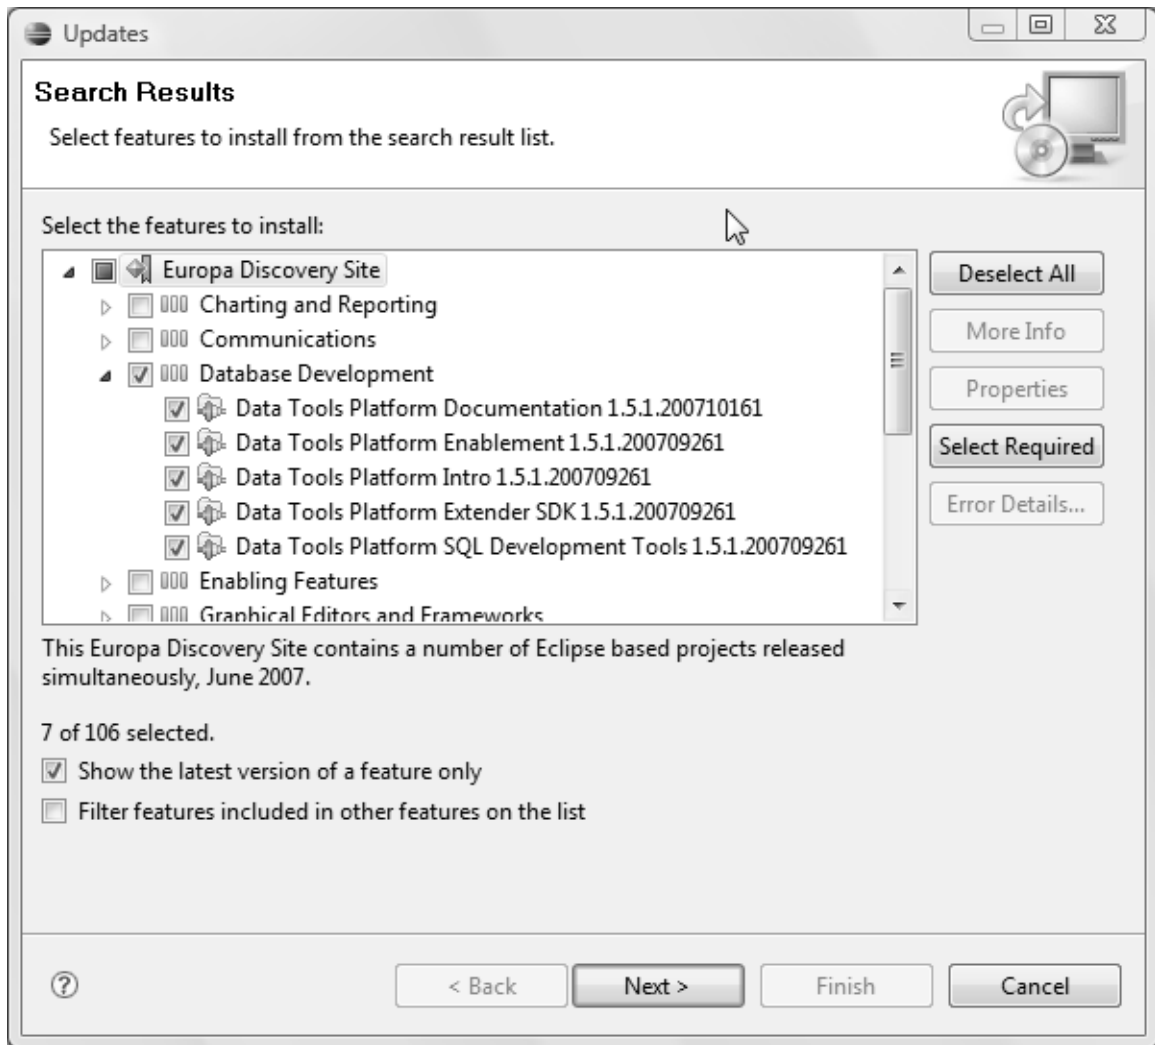 Updates
Search Results
Select features to install from the search result list.
Select the features to install:
Europa Discovery Site
Charting and Reporting
Communications
Database Development
Data Tools Platform Documentation 1.5.1.200710161
Data Tools Platform Enablement 1.5.1.200709261
Data Tools Platform Intro 1.5.1.200709261
Data Tools Platform Extender SDK 1.5.1.200709261
Data Tools Platform SQL Development Tools 1.5.1.200709261
Enabling Features
Graphical Editors and Frameworks
Deselect All
More Info
Properties
Select Required
Error Details...
This Europa Discovery Site contains a number of Eclipse based projects released
simultaneously, June 2007.
7 of 106 selected.
Show the latest version of a feature only
Filter features included in other features on the list
?
< Back
Next >
Finish
Cancel